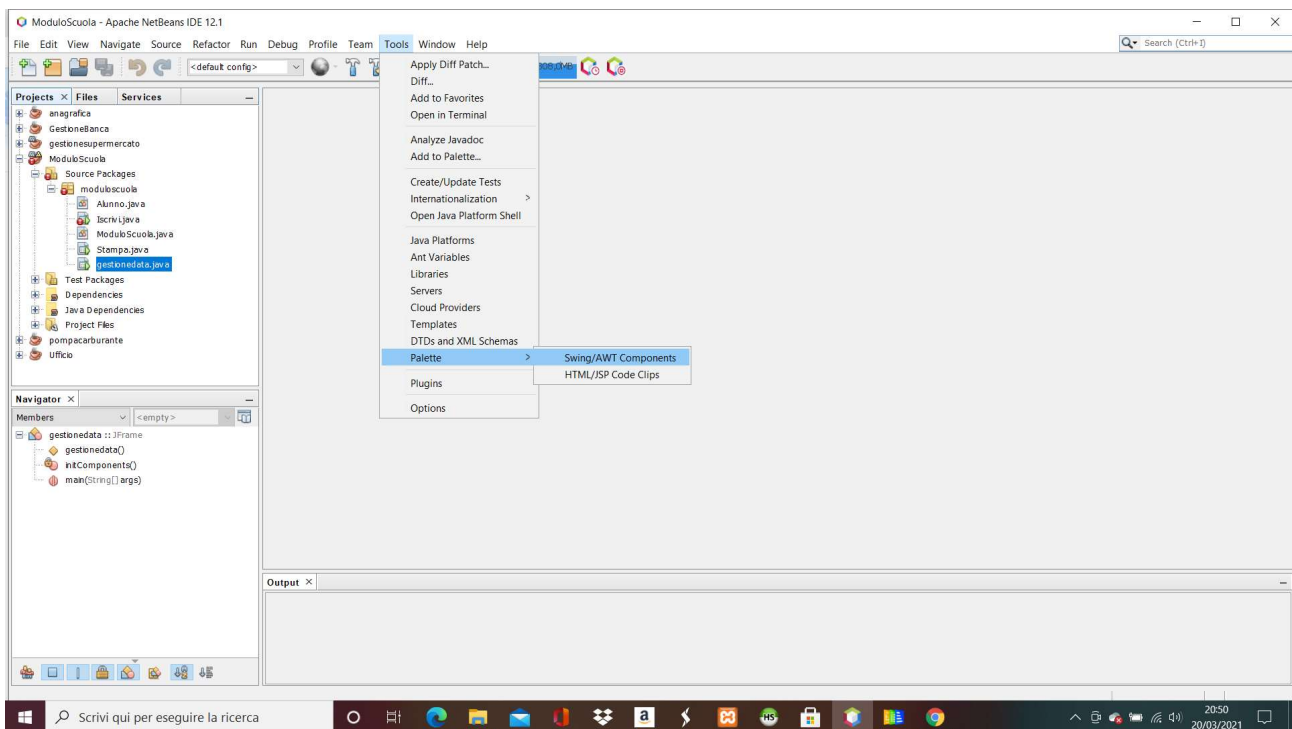 ModuloScuola - Apache NetBeans IDE 12.1
File Edit View Navigate Source Refactor Run Debug Profile Team Tools Window Help
Search (Ctrl+I)
<default config>
Projects Files Services
anagrafica
GestioneBanca
gestionesupermercato
ModuloScuola
Source Packages
moduloscuola
Alunno.java
Iscrivi.java
ModuloScuola.java
Stampa.java
gestionedata.java
Test Packages
Dependencies
Java Dependencies
Project Files
pompacarburante
Ufficio
Apply Diff Patch...
Diff...
Add to Favorites
Open in Terminal
Analyze Javadoc
Add to Palette...
Create/Update Tests
Internationalization >
Open Java Platform Shell
Java Platforms
Ant Variables
Libraries
Servers
Cloud Providers
Templates
DTDs and XML Schemas
Palette >
Plugins
Options
Swing/AWT Components
HTML/JSP Code Clips
Navigator
Members
<empty>
gestionedata :: JFrame
gestionedata()
initComponents()
main(String[] args)
Output
Scrivi qui per eseguire la ricerca
a
HS
20:50
20/03/2021